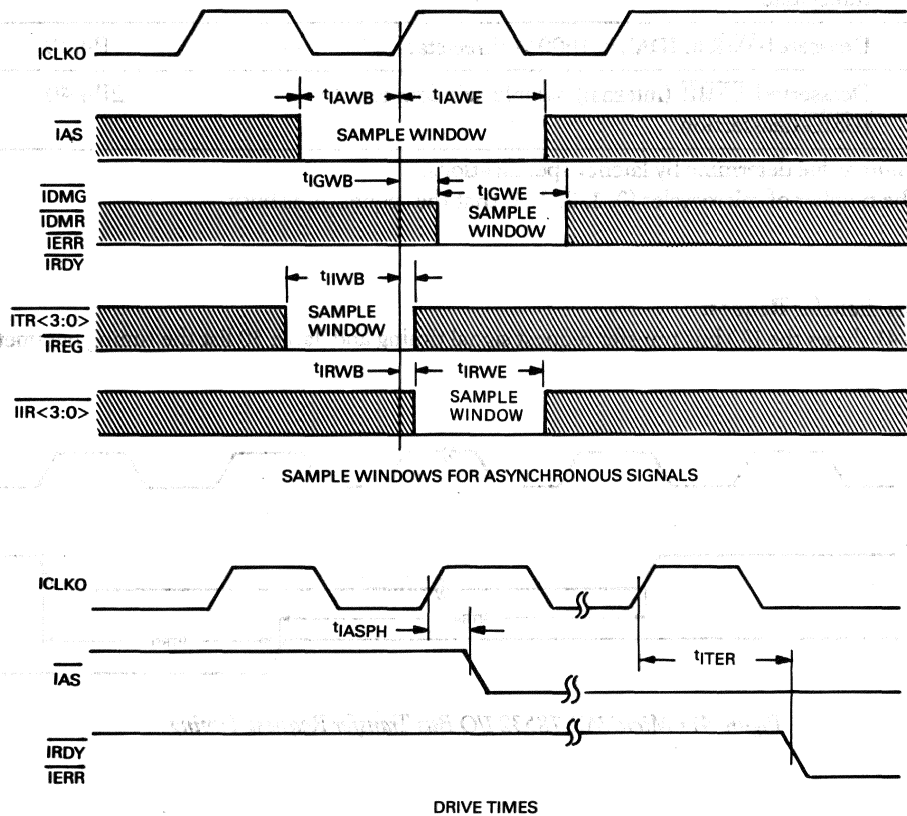 ICLKO
tIAWB
tIAWE
IAS
SAMPLE WINDOW
tIGWB
tIGWE
IDMG
IDMR
IERR
IRDY
SAMPLE
WINDOW
tIIWB
ITR<3:0>
IREG
SAMPLE
WINDOW
tIRWB
tIRWE
IIR<3:0>
SAMPLE
WINDOW
SAMPLE WINDOWS FOR ASYNCHRONOUS SIGNALS
ICLKO
tIASPH
tITER
IAS
IRDY
IERR
DRIVE TIMES